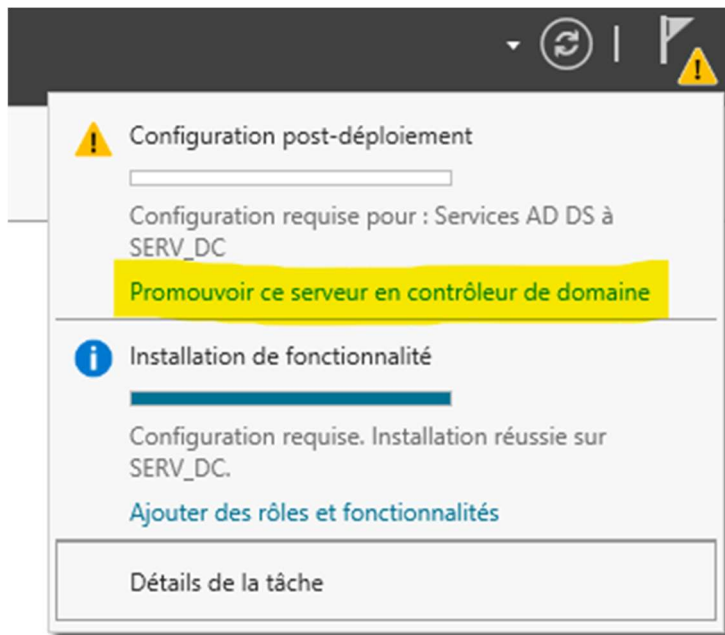 Configuration post-déploiement
Configuration requise pour : Services AD DS à
SERV_DC
Promouvoir ce serveur en contrôleur de domaine
Installation de fonctionnalité
Configuration requise. Installation réussie sur
SERV_DC.
Ajouter des rôles et fonctionnalités
Détails de la tâche